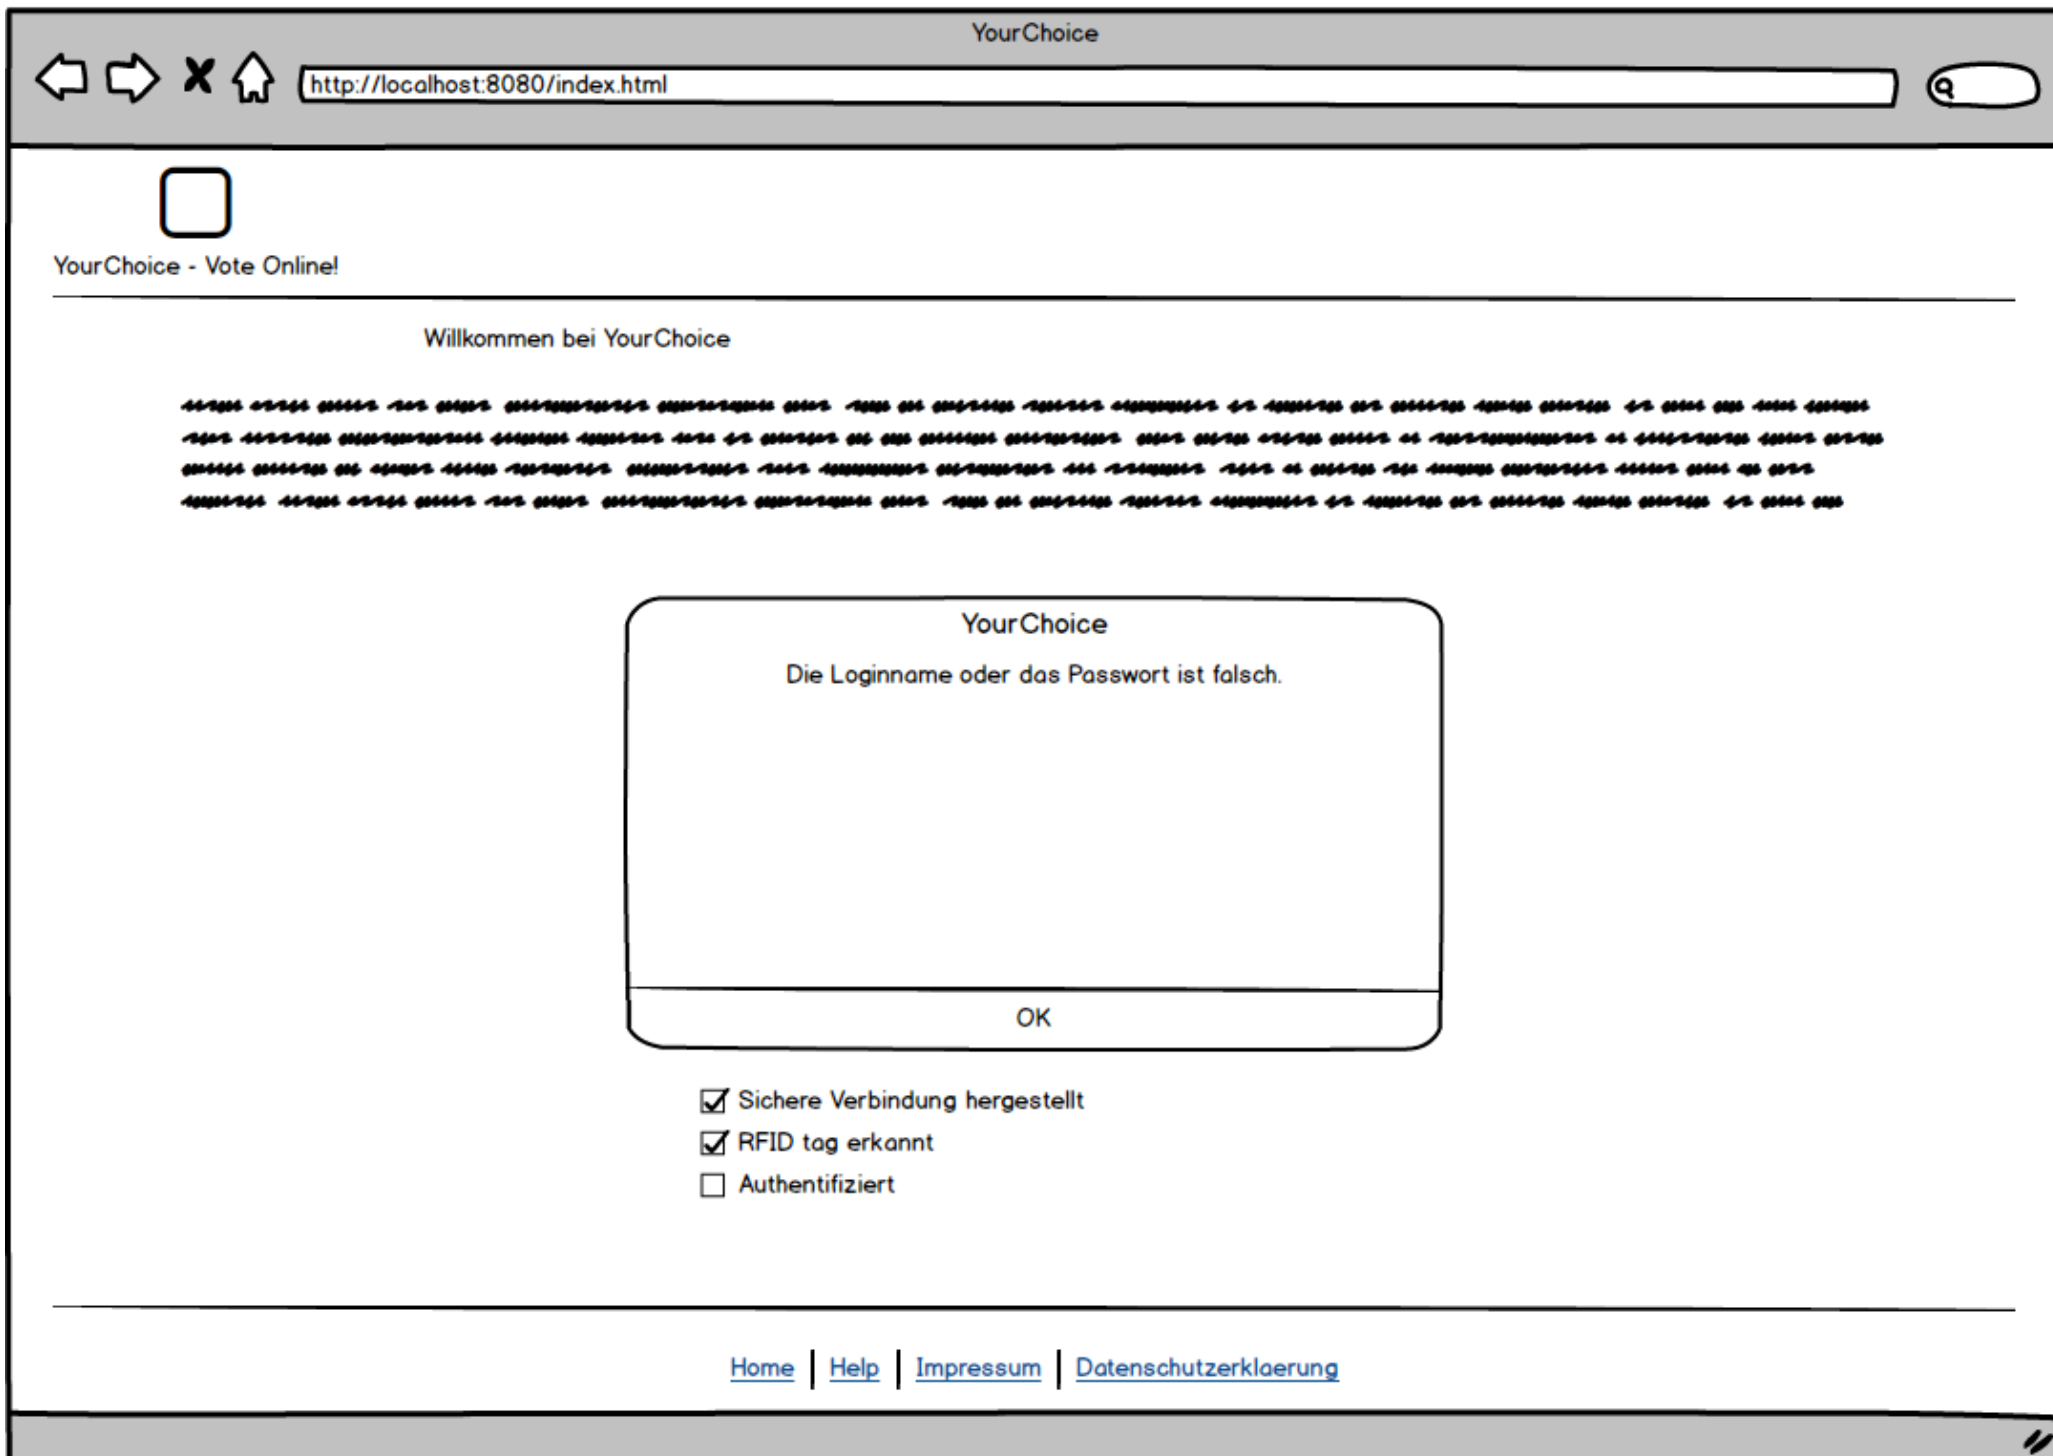 YourChoice
http://localhost:8080/index.html
YourChoice - Vote Online!
Willkommen bei YourChoice
YourChoice
Die Loginname oder das Passwort ist falsch.
OK
Sichere Verbindung hergestellt
RFID tag erkannt
Authentifiziert
Home | Help | Impressum | Datenschutzerklaerung